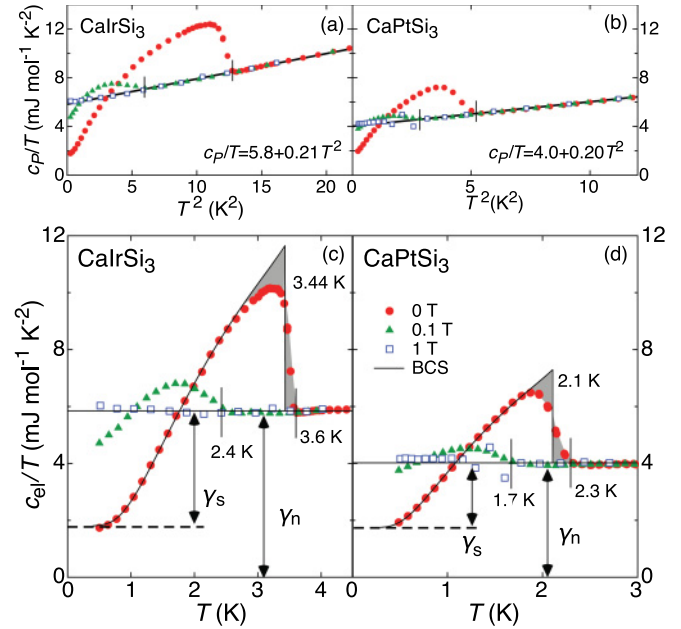 CaIrSi3 (a)
CaPtSi3 (b)
cP/T (mJ mol-1 K-2)
12
8
4
0
cP/T=5.8+0.21T2
cP/T=4.0+0.20T2
12
8
4
0
0 5 10 15 20
0 5 10
T2 (K2)
T2(K2)
CaIrSi3 (c)
CaPtSi3 (d)
cel/T (mJ mol-1 K-2)
12
8
4
0
3.44 K
0 T
0.1 T
1 T
BCS
2.1 K
2.4 K
3.6 K
1.7 K
2.3 K
γs
γn
γs
γn
12
8
4
0
0 1 2 3 4
0 1 2 3
T (K)
T (K)